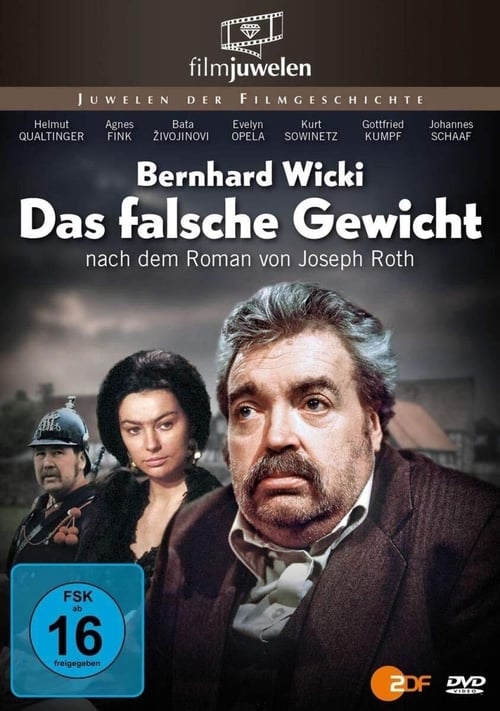 filmjuwelen
JUWELEN DER FILMGESCHICHTE
Helmut QUALTINGER
Agnes FINK
Bata ŽIVOJINOVI
Evelyn OPELA
Kurt SOWINETZ
Gottfried KUMPF
Johannes SCHAAF
Bernhard Wicki
Das falsche Gewicht
nach dem Roman von Joseph Roth
FSK
ab
16
freigegeben
ZDF
DVD
VIDEO